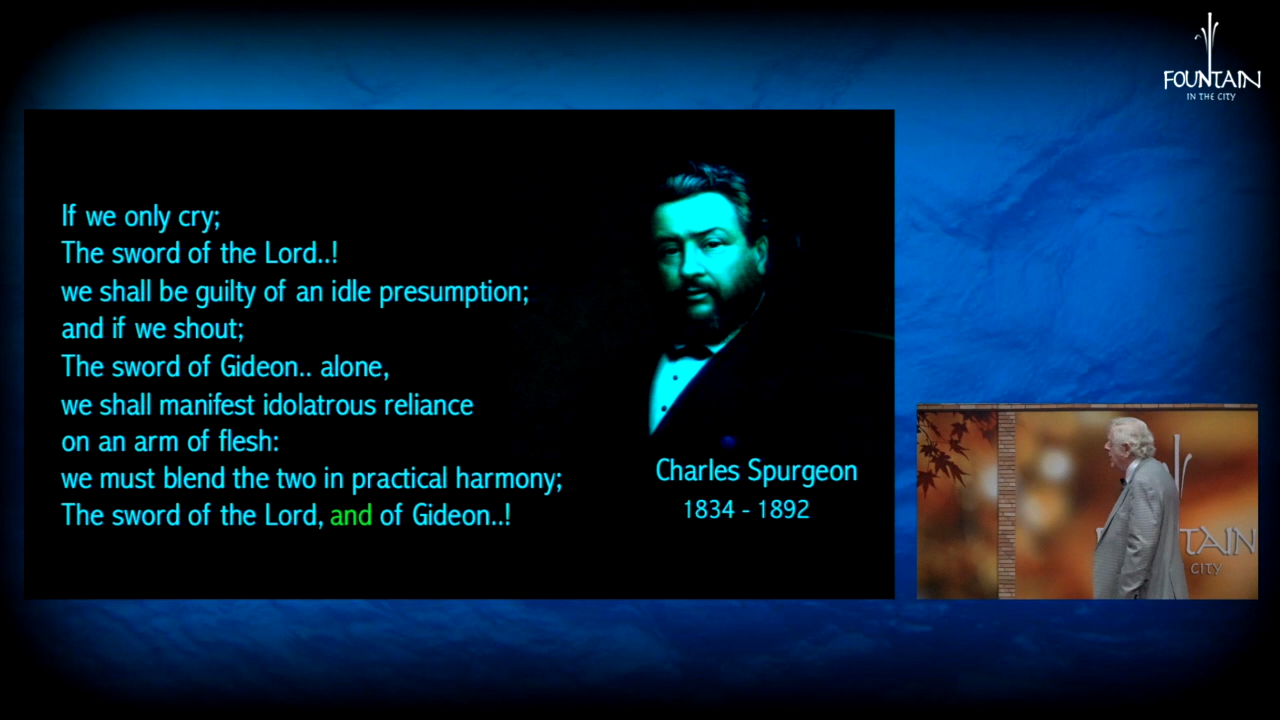 FOUNTAIN
IN THE CITY
If we only cry;
The sword of the Lord..!
we shall be guilty of an idle presumption;
and if we shout;
The sword of Gideon.. alone,
we shall manifest idolatrous reliance
on an arm of flesh:
we must blend the two in practical harmony;
The sword of the Lord, and of Gideon..!
Charles Spurgeon
1834 - 1892
TAIN
CITY